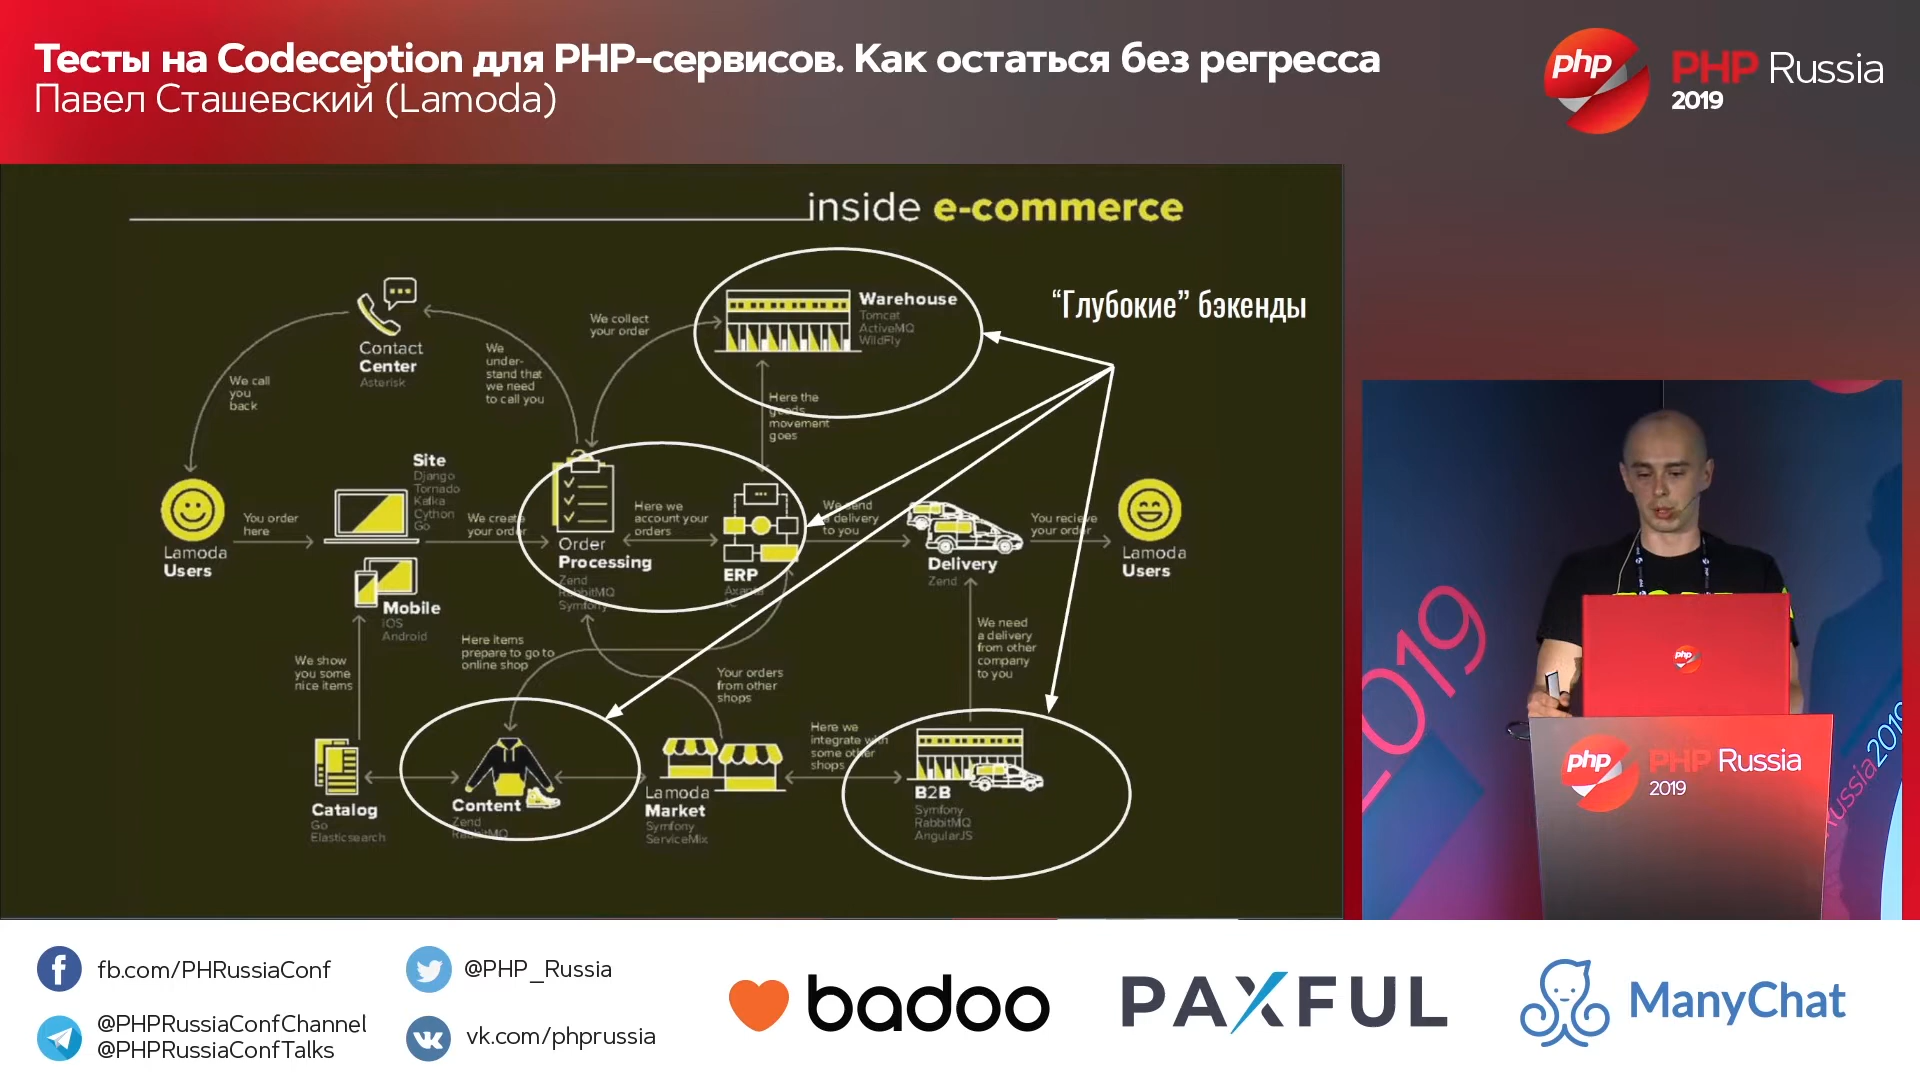 Тесты на Codeception для PHP-сервисов. Как остаться без регресса
Павел Сташевский (Lamoda)
php
PHP Russia
2019
inside e-commerce
"Глубокие" бэкенды
Warehouse
Tomcat
ActiveMQ
WildFly
We collect
your order
Contact
Center
Asterisk
We
under-
stand that
we need
to call you
We call
you
back
Here the
goods
movement
goes
Site
Django
Tornado
Kafka
Cython
Go
Lamoda
Users
You order
here
We create
your order
Order
Processing
Zend
RabbitMQ
Symfony
Here we
account your
orders
ERP
We send
a delivery
to you
Delivery
Zend
You recieve
your order
Lamoda
Users
Mobile
iOS
Android
We show
you some
nice items
Here items
prepare to go to
online shop
Your orders
from other
shops
We need
a delivery
from other
company
to you
Here we
integrate with
some other
shops
Catalog
Go
Elasticsearch
Content
Zend
RabbitMQ
Lamoda
Market
Symfony
ServiceMix
B2B
Symfony
RabbitMQ
AngularJS
2019
php
php
PHP Russia
2019
Russia 2019
fb.com/PHRussiaConf
@PHP_Russia
@PHPRussiaConfChannel
@PHPRussiaConfTalks
vk.com/phprussia
badoo
PAXFUL
ManyChat